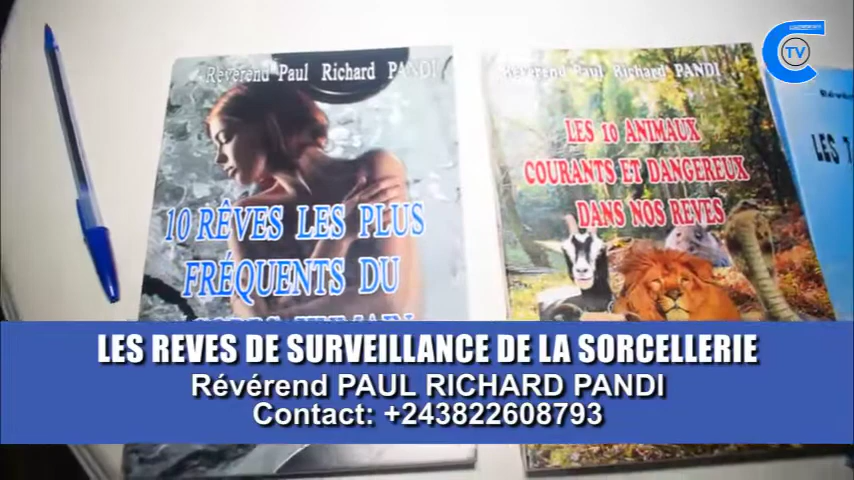 TV
Révérend Paul Richard PANDI
10 RÊVES LES PLUS
FRÉQUENTS DU
Révérend Paul Richard PANDI
LES 10 ANIMAUX
COURANTS ET DANGEREUX
DANS NOS REVES
LES
LES REVES DE SURVEILLANCE DE LA SORCELLERIE
Révérend PAUL RICHARD PANDI
Contact: +243822608793